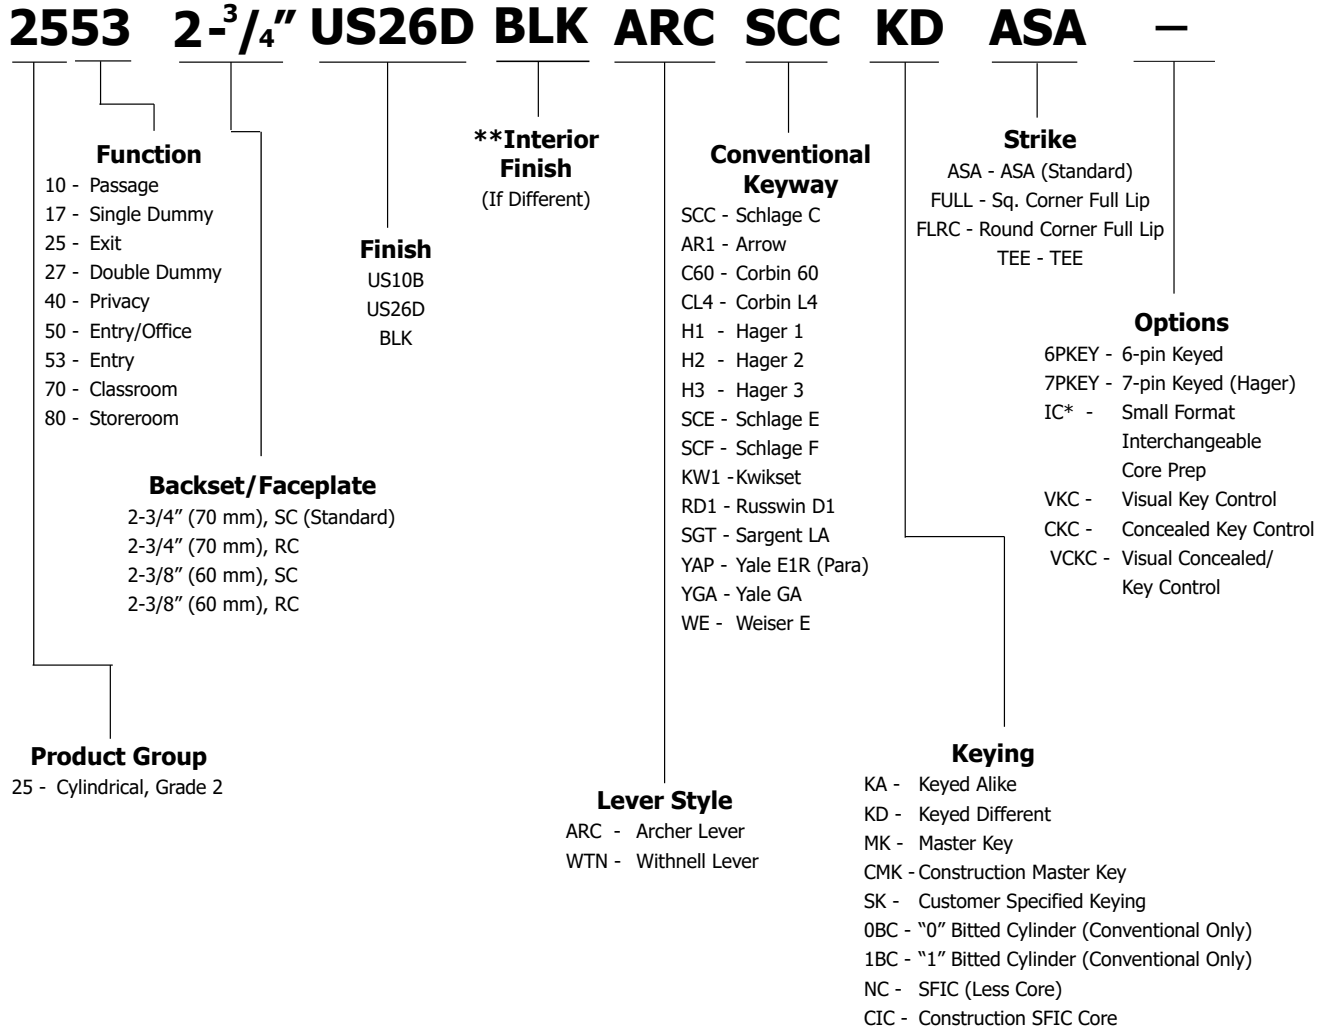 2553 2-3/4″ US26D BLK ARC SCC KD ASA –
Function
10 - Passage
17 - Single Dummy
25 - Exit
27 - Double Dummy
40 - Privacy
50 - Entry/Office
53 - Entry
70 - Classroom
80 - Storeroom
Backset/Faceplate
2-3/4″ (70 mm), SC (Standard)
2-3/4″ (70 mm), RC
2-3/8″ (60 mm), SC
2-3/8″ (60 mm), RC
Product Group
25 - Cylindrical, Grade 2
Finish
US10B
US26D
BLK
**Interior
Finish
(If Different)
Conventional
Keyway
SCC - Schlage C
AR1 - Arrow
C60 - Corbin 60
CL4 - Corbin L4
H1 - Hager 1
H2 - Hager 2
H3 - Hager 3
SCE - Schlage E
SCF - Schlage F
KW1 -Kwikset
RD1 - Russwin D1
SGT - Sargent LA
YAP - Yale E1R (Para)
YGA - Yale GA
WE - Weiser E
Lever Style
ARC - Archer Lever
WTN - Withnell Lever
Strike
ASA - ASA (Standard)
FULL - Sq. Corner Full Lip
FLRC - Round Corner Full Lip
TEE - TEE
Options
6PKEY - 6-pin Keyed
7PKEY - 7-pin Keyed (Hager)
IC* - Small Format
Interchangeable
Core Prep
VKC - Visual Key Control
CKC - Concealed Key Control
VCKC - Visual Concealed/
Key Control
Keying
KA - Keyed Alike
KD - Keyed Different
MK - Master Key
CMK - Construction Master Key
SK - Customer Specified Keying
0BC - “0” Bitted Cylinder (Conventional Only)
1BC - “1” Bitted Cylinder (Conventional Only)
NC - SFIC (Less Core)
CIC - Construction SFIC Core